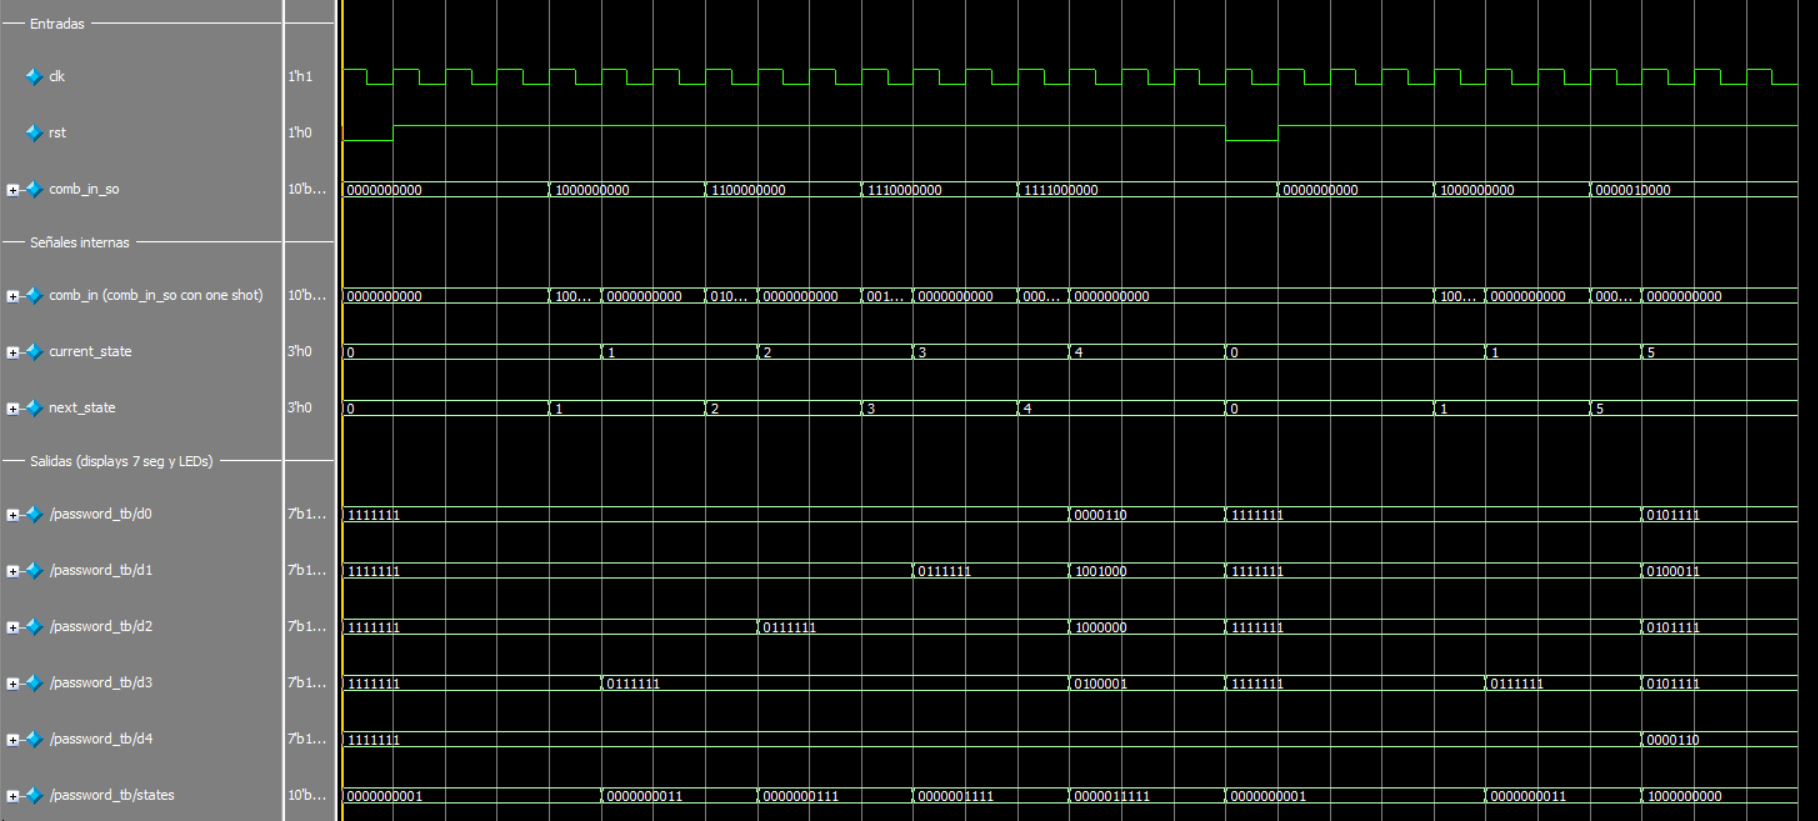 Entradas
clk 1'h1
rst 1'h0
comb_in_so 10'b... 0000000000 1000000000 1100000000 1110000000 1111000000 0000000000 1000000000 0000010000
Señales internas
comb_in (comb_in_so con one shot) 10'b... 0000000000 100... 0000000000 010... 0000000000 001... 0000000000 000... 0000000000 100... 0000000000 000... 0000000000
current_state 3'h0 0 1 2 3 4 0 1 5
next_state 3'h0 0 1 2 3 4 0 1 5
Salidas (displays 7 seg y LEDs)
/password_tb/d0 7'b1... 1111111 0000110 1111111 0101111
/password_tb/d1 7'b1... 1111111 0111111 1001000 1111111 0100011
/password_tb/d2 7'b1... 1111111 0111111 1000000 1111111 0101111
/password_tb/d3 7'b1... 1111111 0111111 0100001 1111111 0111111 0101111
/password_tb/d4 7'b1... 1111111 0000110
/password_tb/states 10'b... 0000000001 0000000011 0000000111 0000001111 0000011111 0000000001 0000000011 1000000000